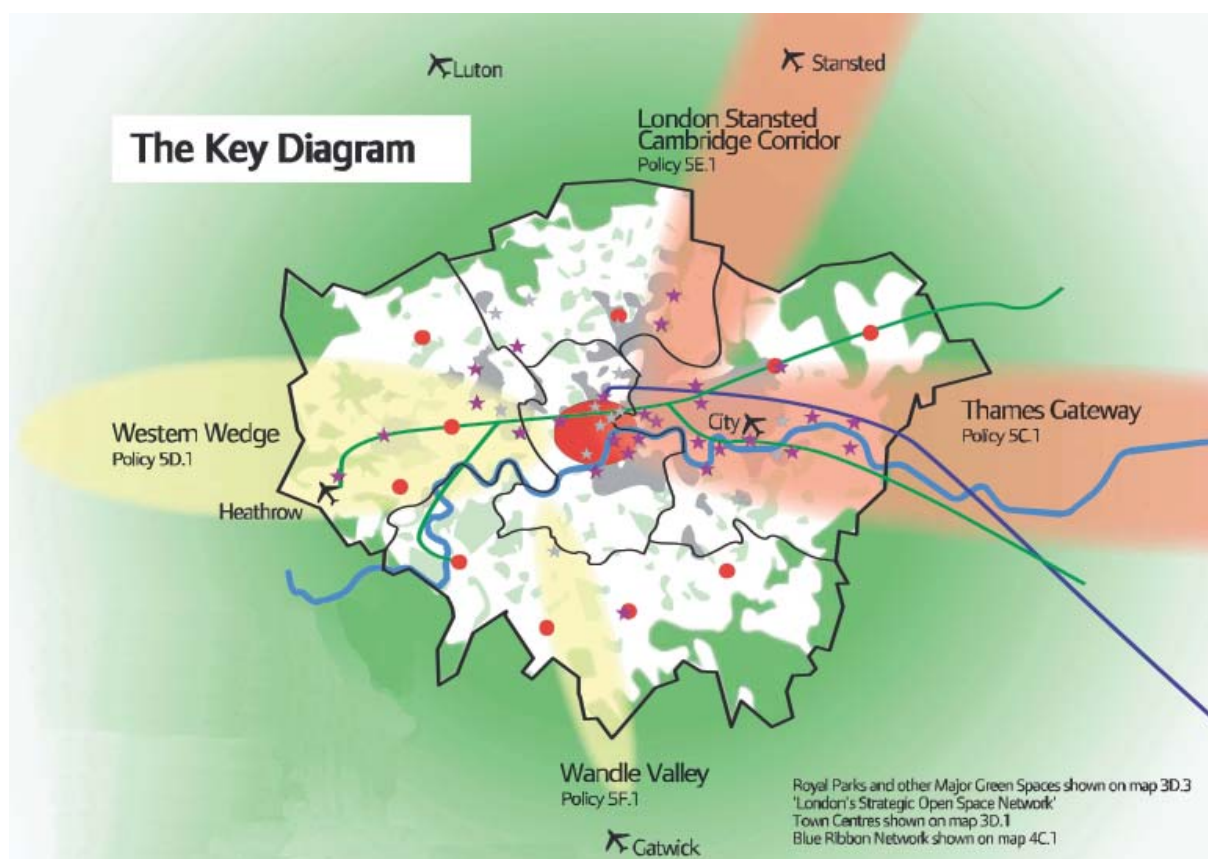 Luton
Stansted
The Key Diagram
London Stansted
Cambridge Corridor
Policy 5E.1
City
Thames Gateway
Policy 5C.1
Western Wedge
Policy 5D.1
Heathrow
Wandle Valley
Policy 5F.1
Gatwick
Royal Parks and other Major Green Spaces shown on map 3D.3
'London's Strategic Open Space Network'
Town Centres shown on map 3D.1
Blue Ribbon Network shown on map 4C.1